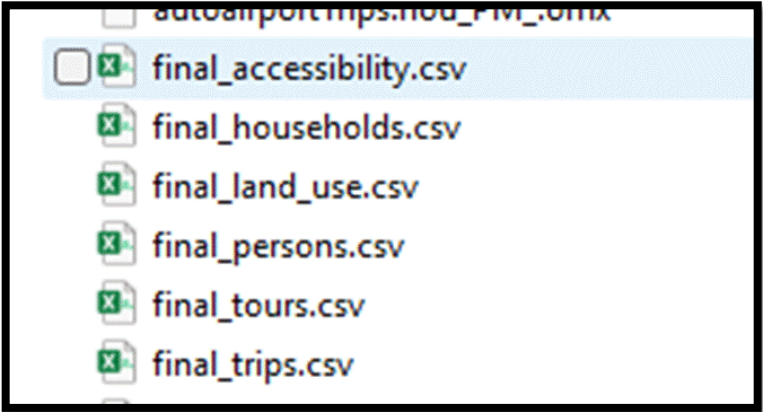 final_accessibility.csv
final_households.csv
final_land_use.csv
final_persons.csv
final_tours.csv
final_trips.csv